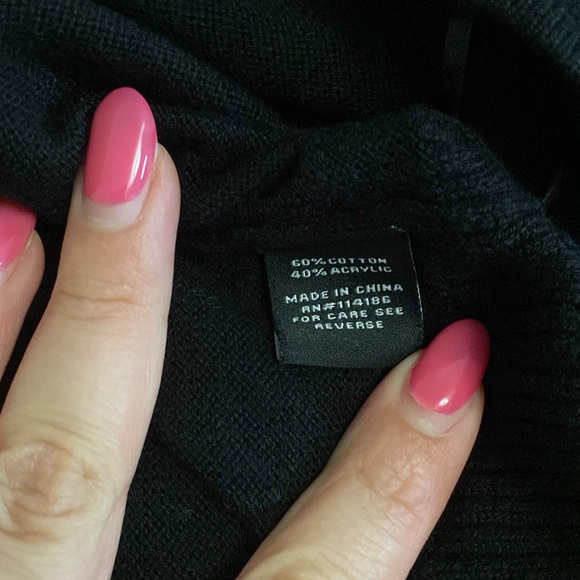 60% COTTON
40% ACRYLIC
MADE IN CHINA
RN#114186
FOR CARE SEE
REVERSE